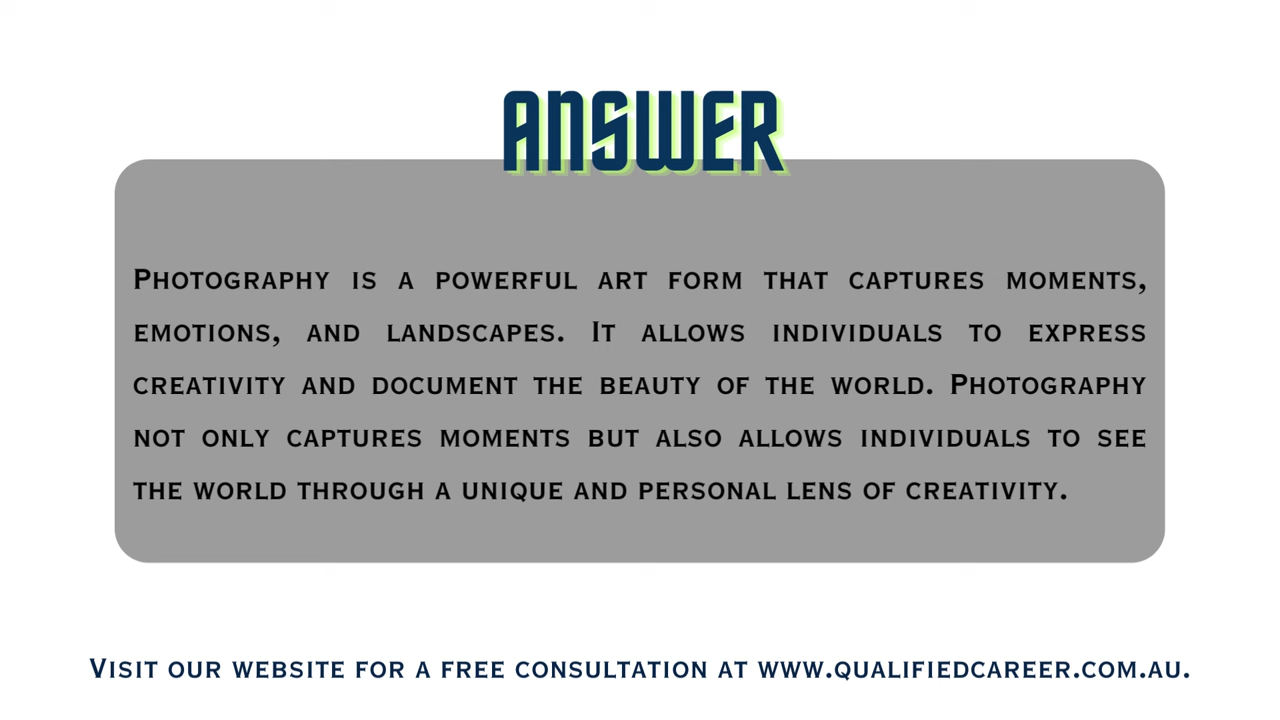 ANSWER
Photography is a powerful art form that captures moments,
emotions, and landscapes. It allows individuals to express
creativity and document the beauty of the world. Photography
not only captures moments but also allows individuals to see
the world through a unique and personal lens of creativity.
Visit our website for a free consultation at www.qualifiedcareer.com.au.